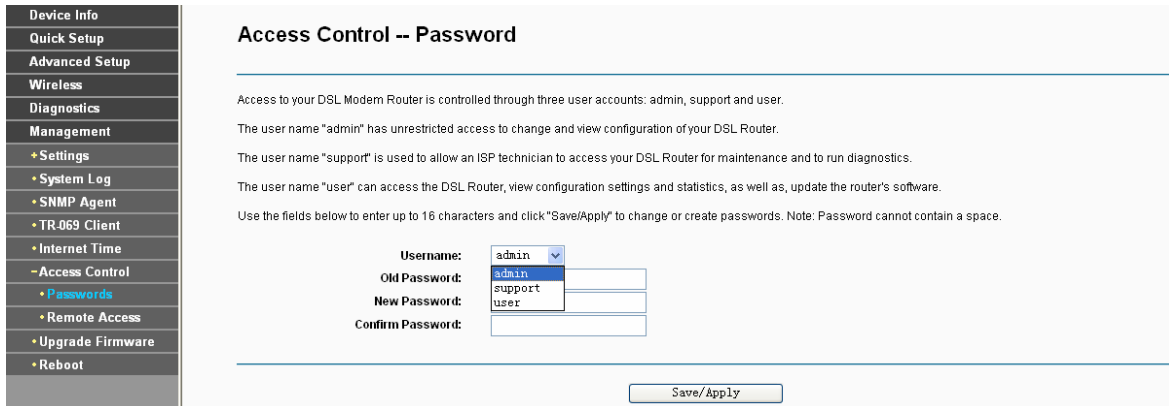 Device Info
Quick Setup
Advanced Setup
Wireless
Diagnostics
Management
+Settings
•System Log
•SNMP Agent
•TR-069 Client
•Internet Time
-Access Control
•Passwords
•Remote Access
•Upgrade Firmware
•Reboot
Access Control -- Password
Access to your DSL Modem Router is controlled through three user accounts: admin, support and user.
The user name "admin" has unrestricted access to change and view configuration of your DSL Router.
The user name "support" is used to allow an ISP technician to access your DSL Router for maintenance and to run diagnostics.
The user name "user" can access the DSL Router, view configuration settings and statistics, as well as, update the router's software.
Use the fields below to enter up to 16 characters and click "Save/Apply" to change or create passwords. Note: Password cannot contain a space.
Username: admin
Old Password: admin
support
New Password: user
Confirm Password:
Save/Apply